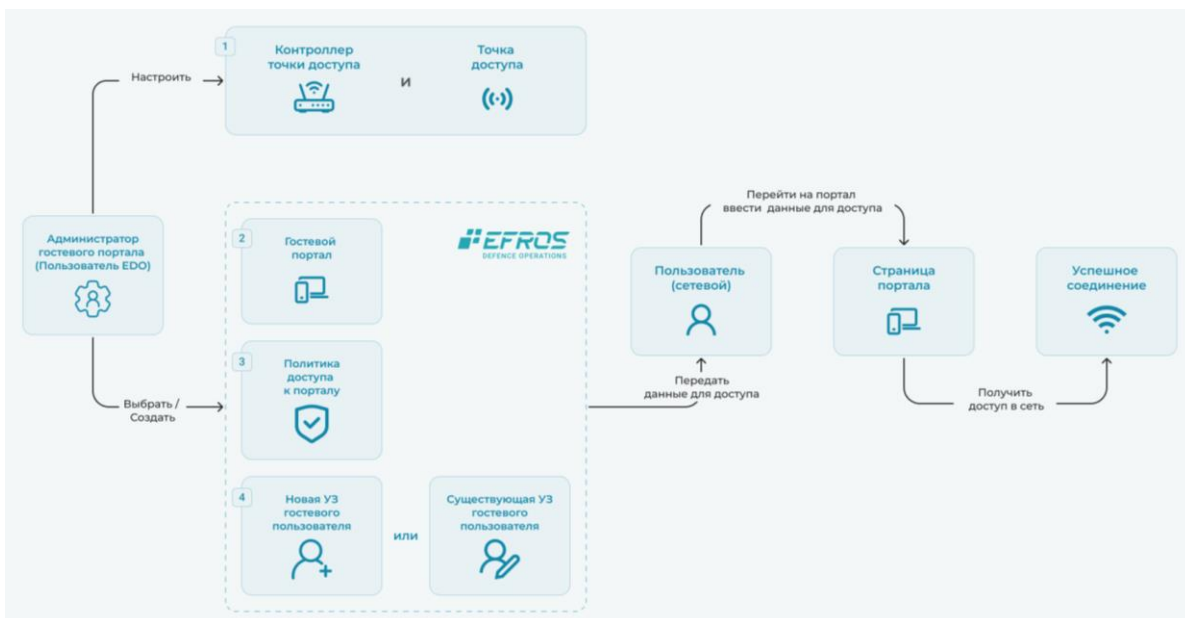 1
Контроллер
точки доступа
и
Точка
доступа
Настроить
Администратор
гостевого портала
(Пользователь EDO)
Выбрать /
Создать
2
Гостевой
портал
EFROS
DEFENCE OPERATIONS
3
Политика
доступа
к порталу
4
Новая УЗ
гостевого
пользователя
или
Существующая УЗ
гостевого
пользователя
Передать
данные для доступа
Пользователь
(сетевой)
Перейти на портал
ввести данные для доступа
Страница
портала
Получить
доступ в сеть
Успешное
соединение